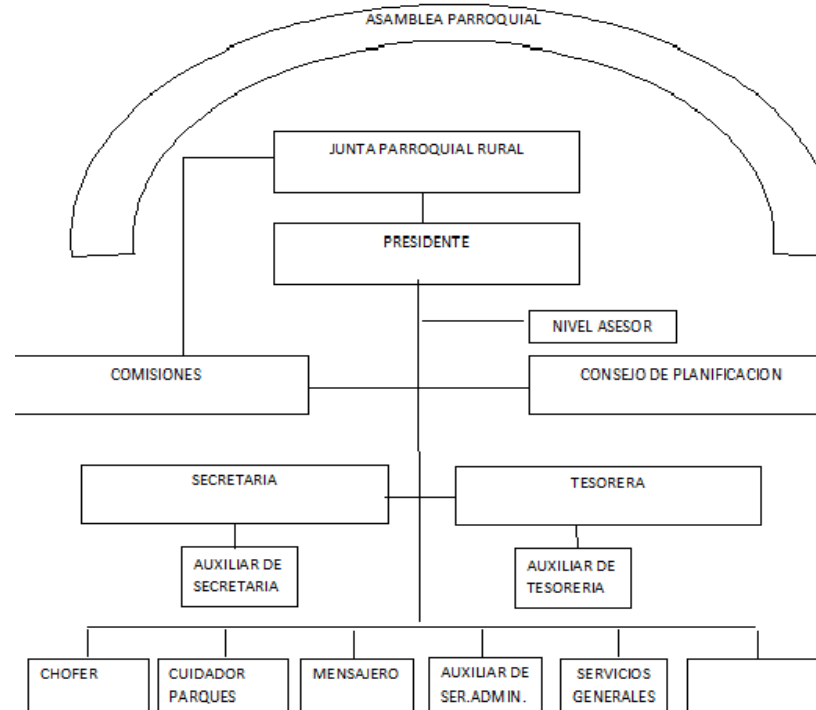 ASAMBLEA PARROQUIAL
JUNTA PARROQUIAL RURAL
PRESIDENTE
NIVEL ASESOR
COMISIONES
CONSEJO DE PLANIFICACION
SECRETARIA
TESORERA
AUXILIAR DE
SECRETARIA
AUXILIAR DE
TESORERIA
CHOFER
CUIDADOR
PARQUES
MENSAJERO
AUXILIAR DE
SER.ADMIN.
SERVICIOS
GENERALES